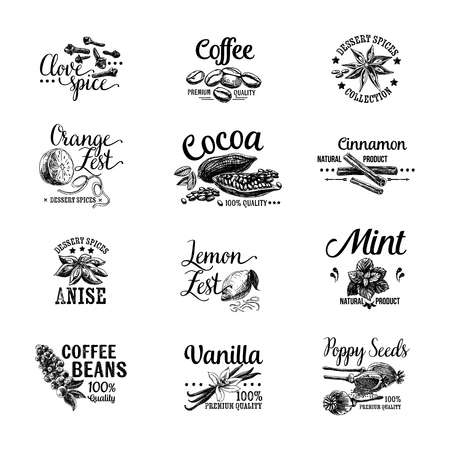 Clove
spice
Coffee
PREMIUM QUALITY
DESSERT SPICES
COLLECTION
Orange
Zest
× DESSERT SPICES ×
Cocoa
100% QUALITY
Cinnamon
NATURAL PRODUCT
DESSERT SPICES
ANISE
Lemon
Zest
Mint
NATURAL PRODUCT
COFFEE
BEANS
100%
Quality
Vanilla
100%
PREMIUM QUALITY
Poppy Seeds
100%
PREMIUM QUALITY